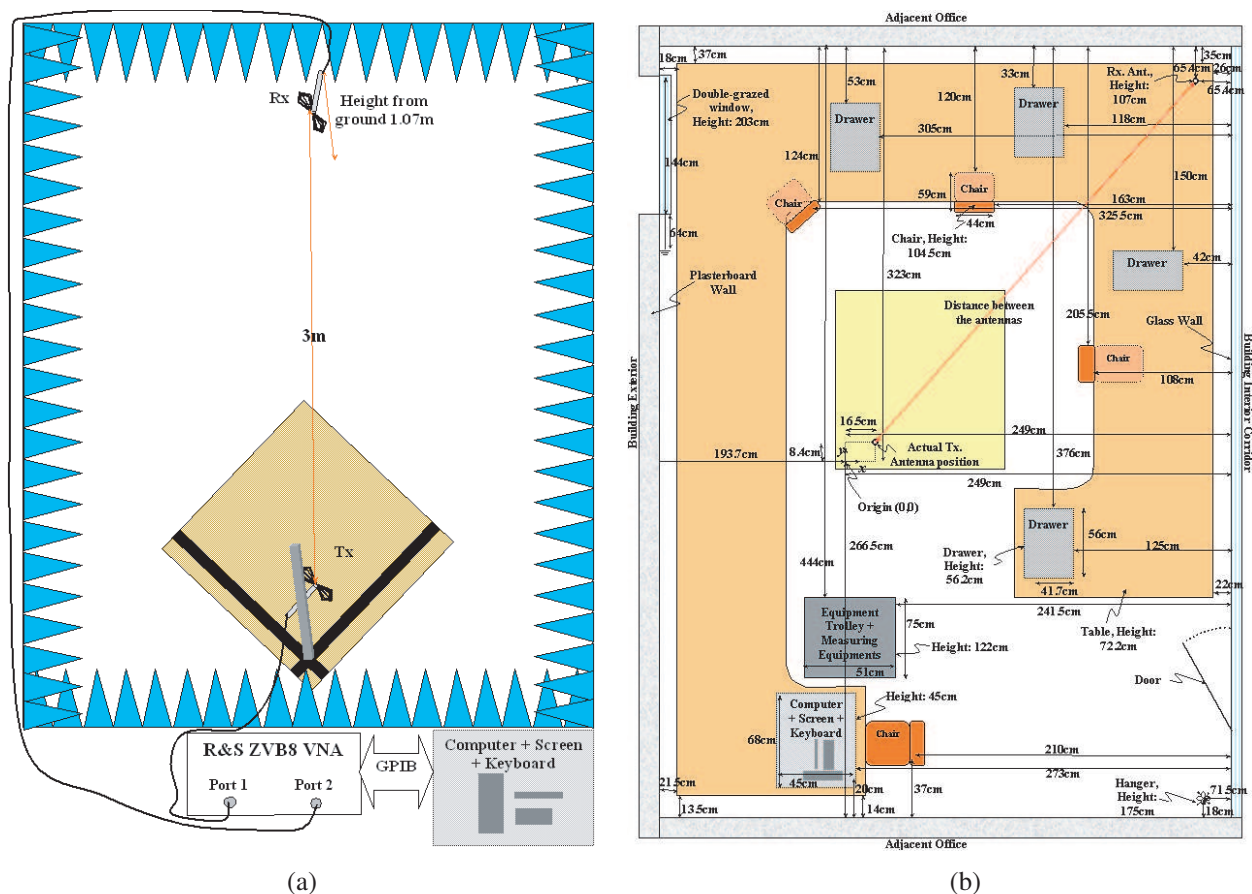 Rx
Height from
ground 1.07m
3m
Tx
R&S ZVB8 VNA
Port 1
Port 2
GPIB
Computer + Screen
+ Keyboard
(a)
Adjacent Office
37cm
18cm
53cm
33cm
35cm
65.4cm
26cm
Rx. Ant.,
Height:
107cm
65.4cm
Double-grazed
window,
Height: 203cm
Drawer
120cm
Drawer
118cm
305cm
144cm
124cm
150cm
59cm
Chair
Chair
163cm
325.5cm
44cm
Chair, Height:
104.5cm
64cm
Drawer
42cm
Plasterboard
Wall
323cm
Distance between
the antennas
205.5cm
Glass Wall
Chair
108cm
Building Exterior
Building Interior Corridor
16.5cm
249cm
8.4cm
y
x
Actual Tx.
Antenna position
193.7cm
376cm
249cm
Origin (0,0)
266.5cm
Drawer
56cm
125cm
Drawer,
Height:
56.2cm
444cm
41.7cm
22cm
241.5cm
Equipment
Trolley +
Measuring
Equipments
75cm
Height: 122cm
51cm
Table, Height:
72.2cm
Door
Height: 45cm
Computer
+ Screen +
Keyboard
68cm
Chair
45cm
210cm
273cm
21.5cm
20cm
37cm
Hanger,
Height:
175cm
71.5cm
13.5cm
14cm
18cm
Adjacent Office
(b)